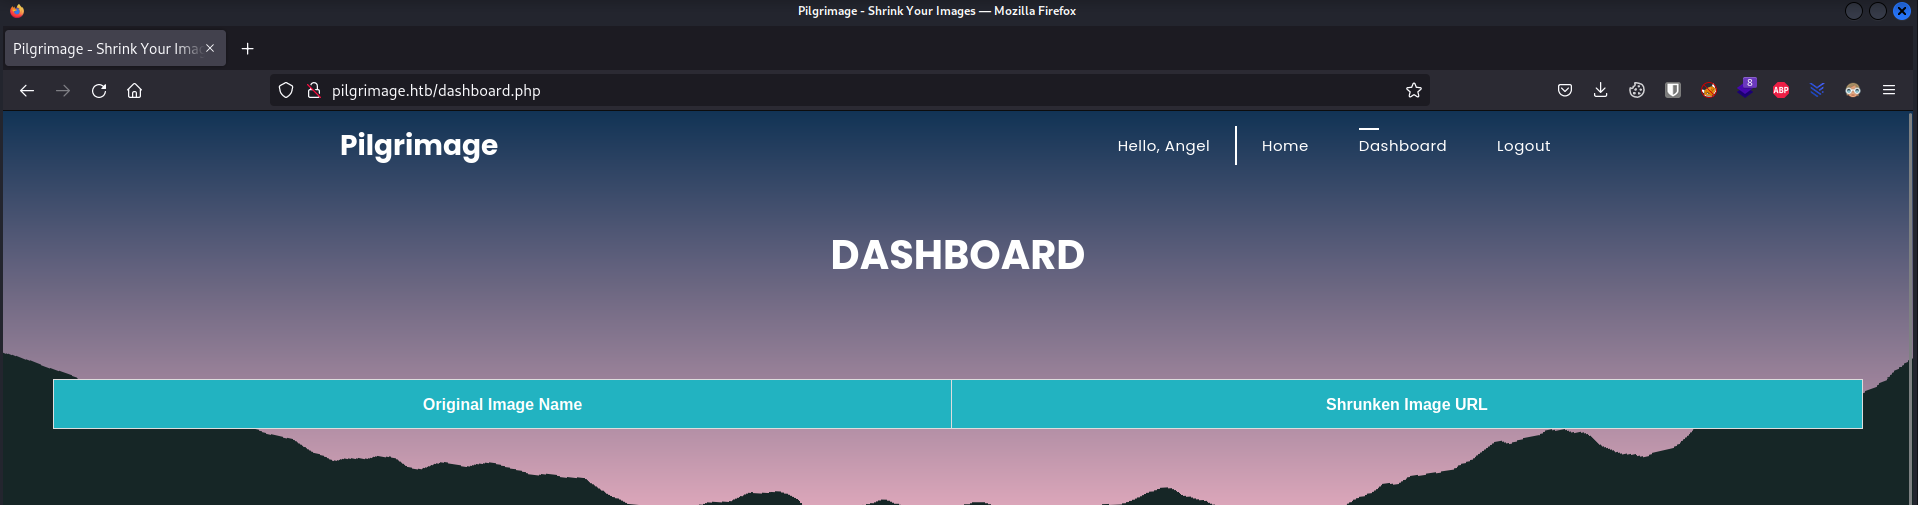 Pilgrimage - Shrink Your Images — Mozilla Firefox
Pilgrimage - Shrink Your Imag
pilgrimage.htb/dashboard.php
8
ABP
Pilgrimage
Hello, Angel
Home
Dashboard
Logout
DASHBOARD
Original Image Name
Shrunken Image URL